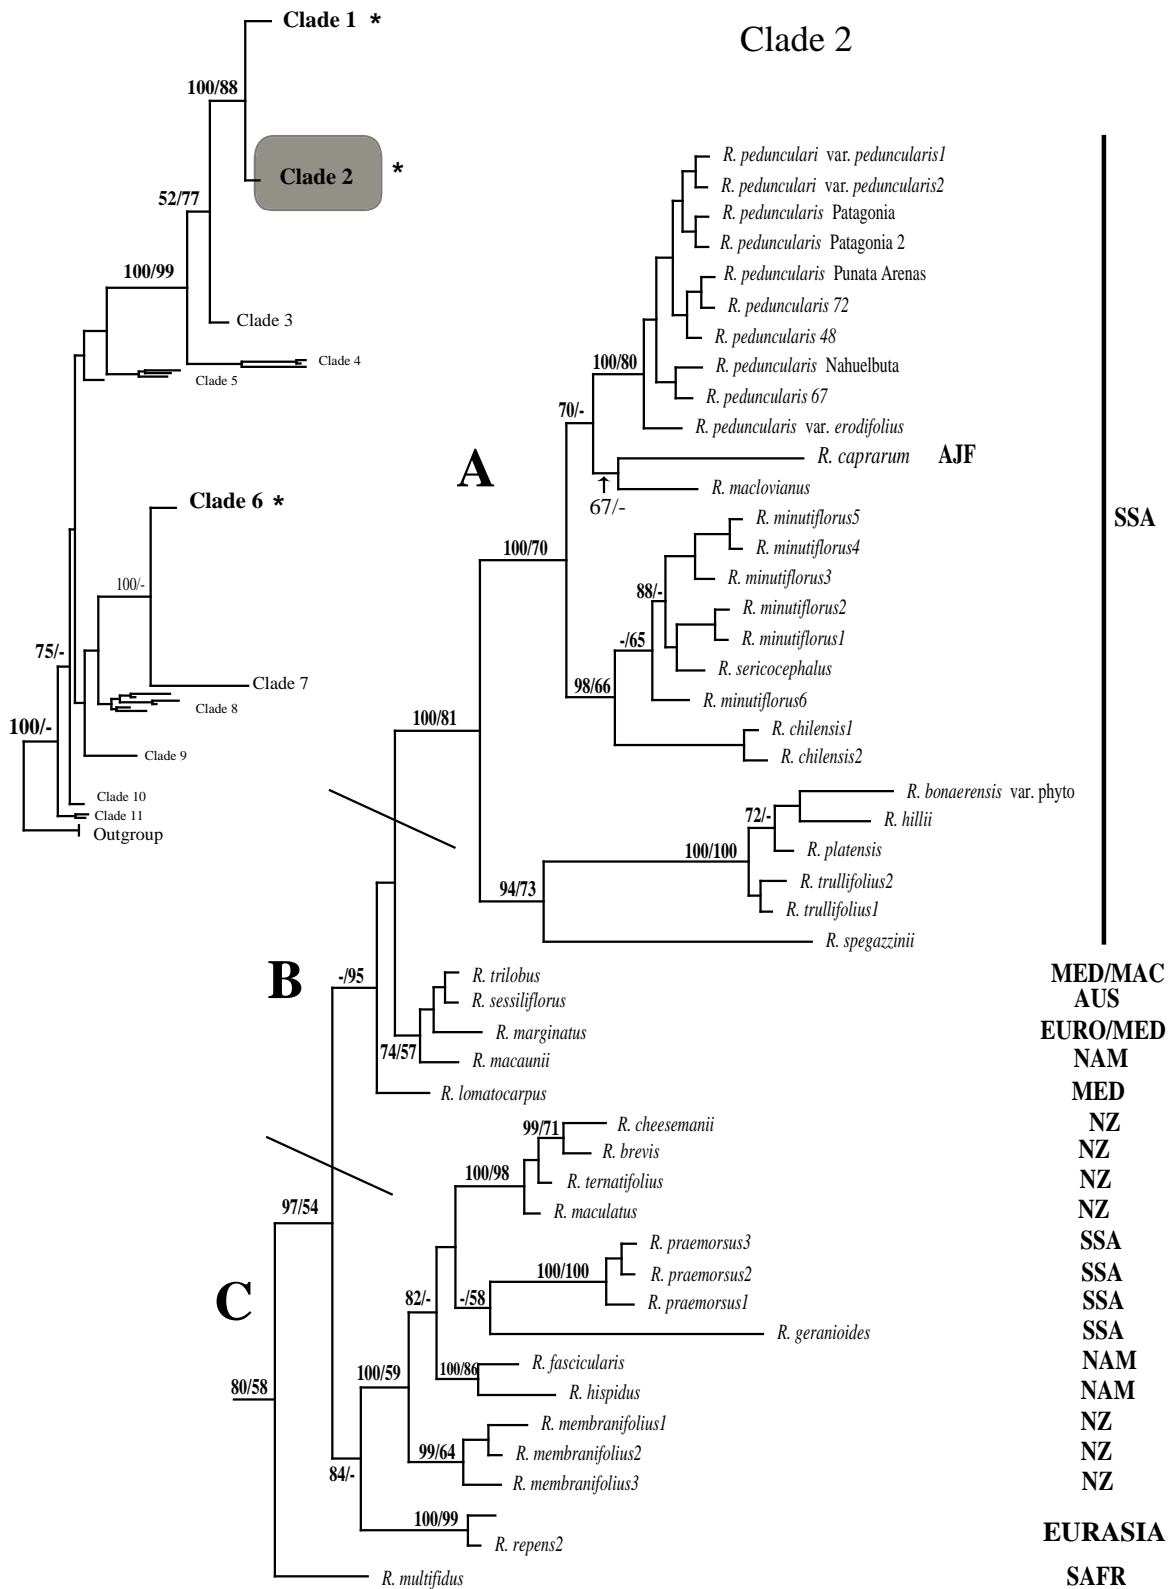 Clade 2
Clade 1 *
100/88
Clade 2 *
52/77
100/99
Clade 3
Clade 4
Clade 5
Clade 6 *
100/-
75/-
Clade 7
Clade 8
100/-
Clade 9
Clade 10
Clade 11
Outgroup
R. peduncularis var. peduncularis1
R. peduncularis var. peduncularis2
R. peduncularis Patagonia
R. peduncularis Patagonia 2
R. peduncularis Punata Arenas
R. peduncularis 72
R. peduncularis 48
100/80
R. peduncularis Nahuelbuta
R. peduncularis 67
70/-
R. peduncularis var. erodifolius
A
R. caprarum AJF
R. maclovianus
67/-
SSA
R. minutiflorus5
100/70
R. minutiflorus4
R. minutiflorus3
88/-
R. minutiflorus2
-/65
R. minutiflorus1
R. sericocephalus
98/66
R. minutiflorus6
100/81
R. chilensis1
R. chilensis2
R. bonaerensis var. phyto
72/-
R. hillii
100/100
R. platensis
R. trullifolius2
94/73
R. trullifolius1
R. spegazzinii
B
-/95
R. trilobus MED/MAC
R. sessiliflorus AUS
R. marginatus EURO/MED
74/57
R. macaunii NAM
R. lomatocarpus MED
99/71
R. cheesemanii NZ
R. brevis NZ
100/98
R. ternatifolius NZ
97/54
R. maculatus NZ
R. praemorsus3 SSA
100/100
R. praemorsus2 SSA
C
82/-
-/58
R. praemorsus1 SSA
R. geranioides SSA
100/59
100/86
R. fascicularis NAM
80/58
R. hispidus NAM
R. membranifolius1 NZ
99/64
R. membranifolius2 NZ
84/-
R. membranifolius3 NZ
100/99
EURASIA
R. repens2
R. multifidus SAFR